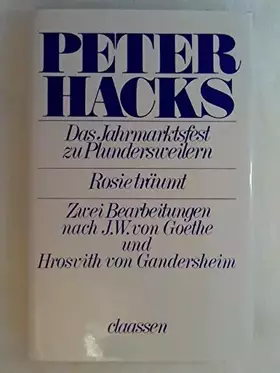 PETER
HACKS
Das Jahrmarktsfest
zu Plundersweilern
Rosie träumt
Zwei Bearbeitungen
nach J.W. von Goethe
und
Hrosvith von Gandersheim
claassen